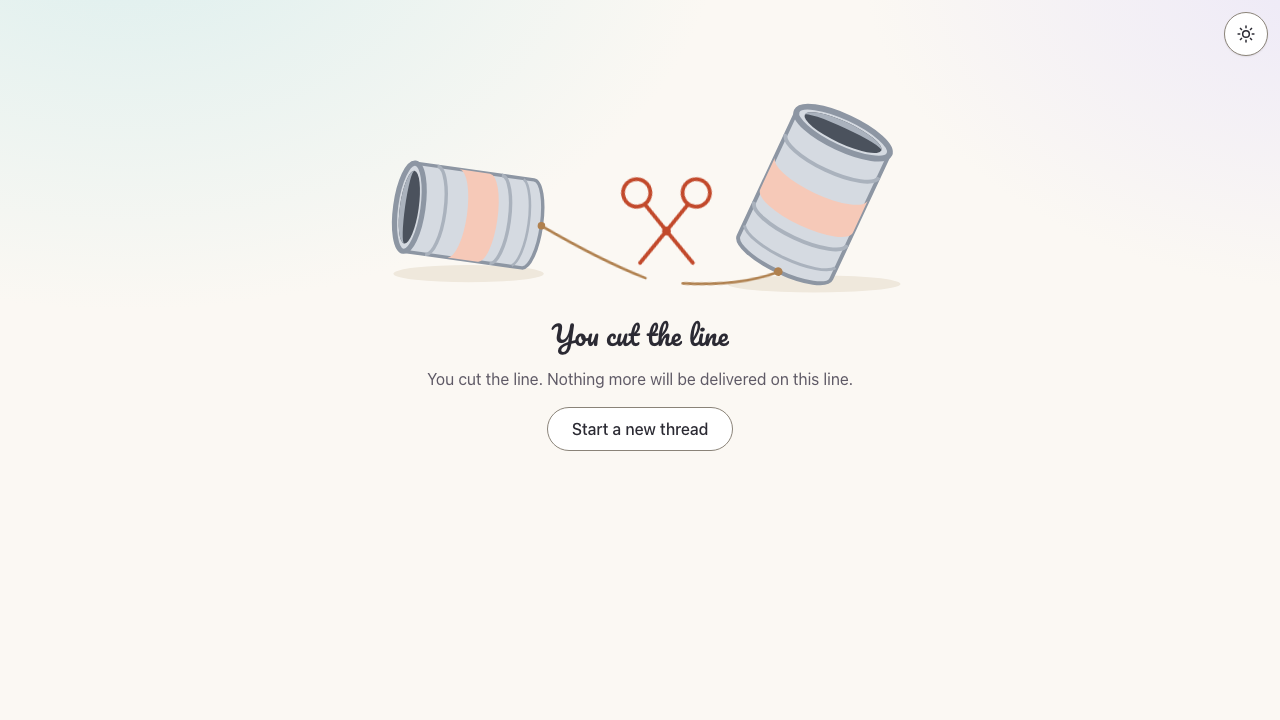 You cut the line
You cut the line. Nothing more will be delivered on this line.
Start a new thread